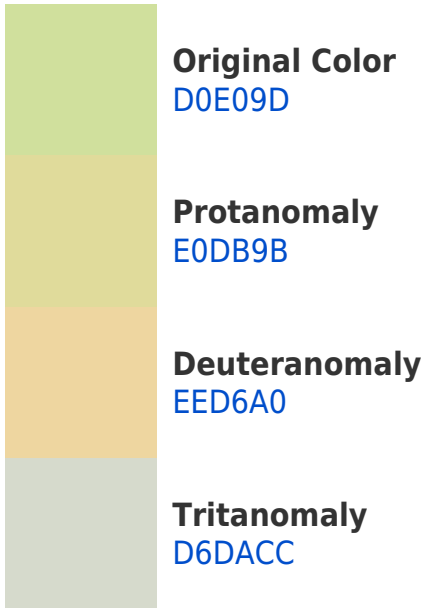 Original Color
D0E09D
Protanomaly
E0DB9B
Deuteranomaly
EED6A0
Tritanomaly
D6DACC